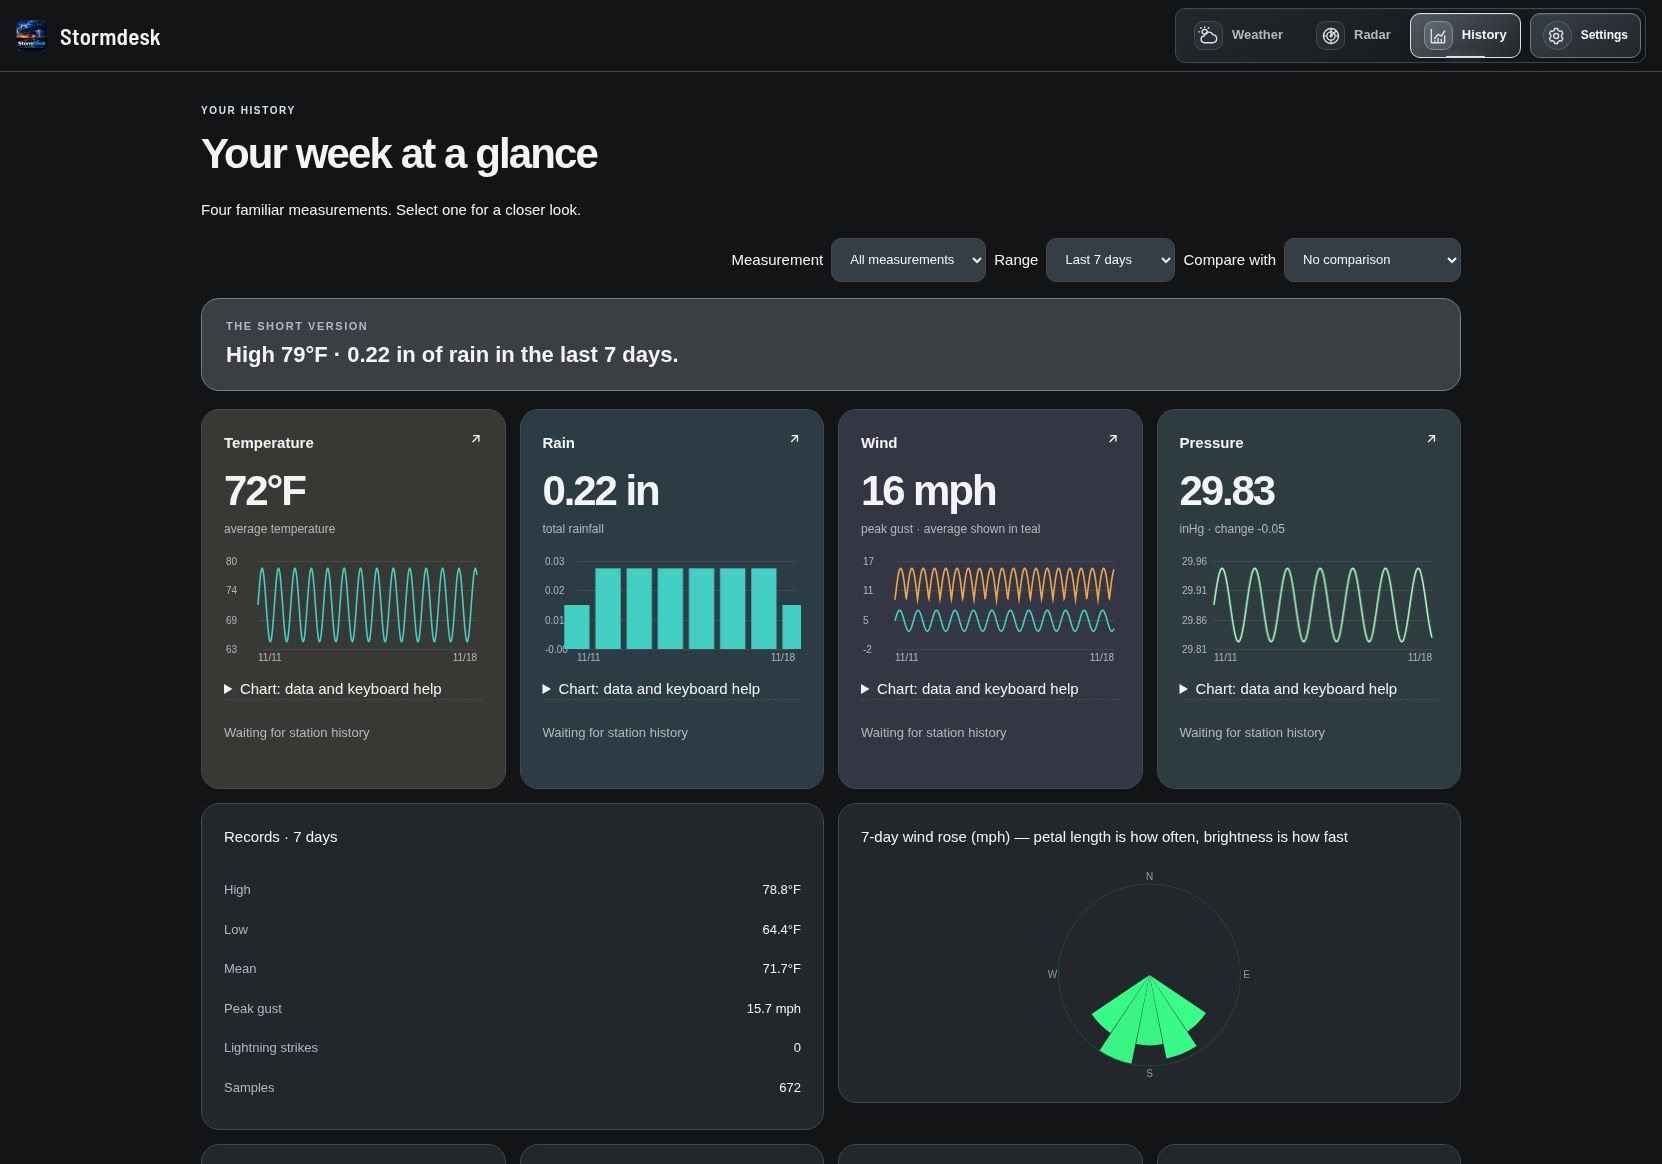 Stormdesk
Weather
Radar
History
Settings
YOUR HISTORY
Your week at a glance
Four familiar measurements. Select one for a closer look.
Measurement All measurements Range Last 7 days Compare with No comparison
THE SHORT VERSION
High 79°F · 0.22 in of rain in the last 7 days.
Temperature
72°F
average temperature
80
74
69
63
11/11 11/18
Chart: data and keyboard help
Waiting for station history
Rain
0.22 in
total rainfall
0.03
0.02
0.01
-0.00
11/11 11/18
Chart: data and keyboard help
Waiting for station history
Wind
16 mph
peak gust · average shown in teal
17
11
5
-2
11/11 11/18
Chart: data and keyboard help
Waiting for station history
Pressure
29.83
inHg · change -0.05
29.96
29.91
29.86
29.81
11/11 11/18
Chart: data and keyboard help
Waiting for station history
Records · 7 days
High 78.8°F
Low 64.4°F
Mean 71.7°F
Peak gust 15.7 mph
Lightning strikes 0
Samples 672
7-day wind rose (mph) — petal length is how often, brightness is how fast
N
W E
S